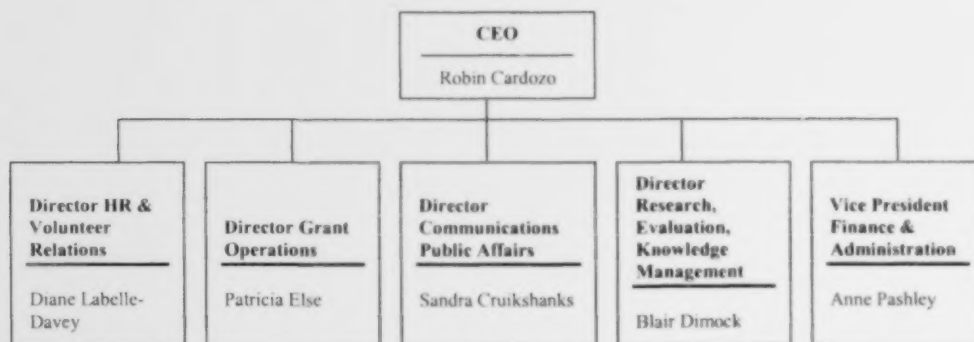 CEO
Robin Cardozo
Director HR &
Volunteer
Relations
Diane Labelle-
Davey
Director Grant
Operations
Patricia Else
Director
Communications
Public Affairs
Sandra Cruikshanks
Director
Research,
Evaluation,
Knowledge
Management
Blair Dimock
Vice President
Finance &
Administration
Anne Pashley